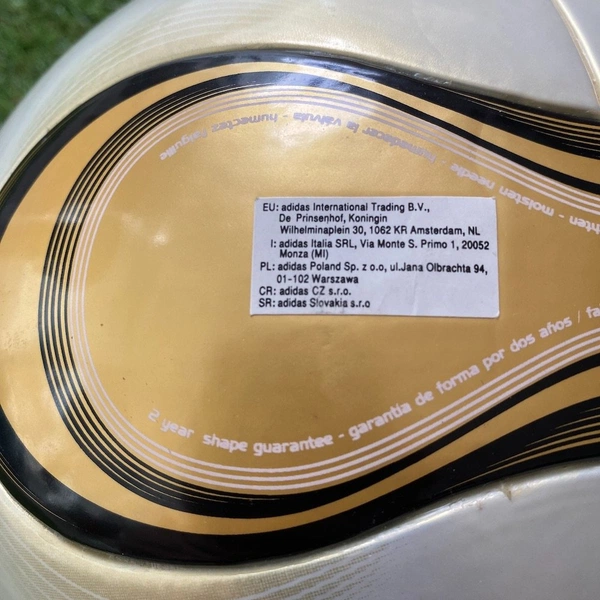 humectez l'aiguille - humedecer la válvula - moisten needle -
EU: adidas International Trading B.V.,
De Prinsenhof, Koningin
Wilhelminaplein 30, 1062 KR Amsterdam, NL
I: adidas Italia SRL, Via Monte S. Primo 1, 20052
Monza (MI)
PL: adidas Poland Sp. z o.o, ul.Jana Olbrachta 94,
01-102 Warszawa
CR: adidas CZ s.r.o.
SR: adidas Slovakia s.r.o
2 year shape guarantee - garantia de forma por dos años / fa